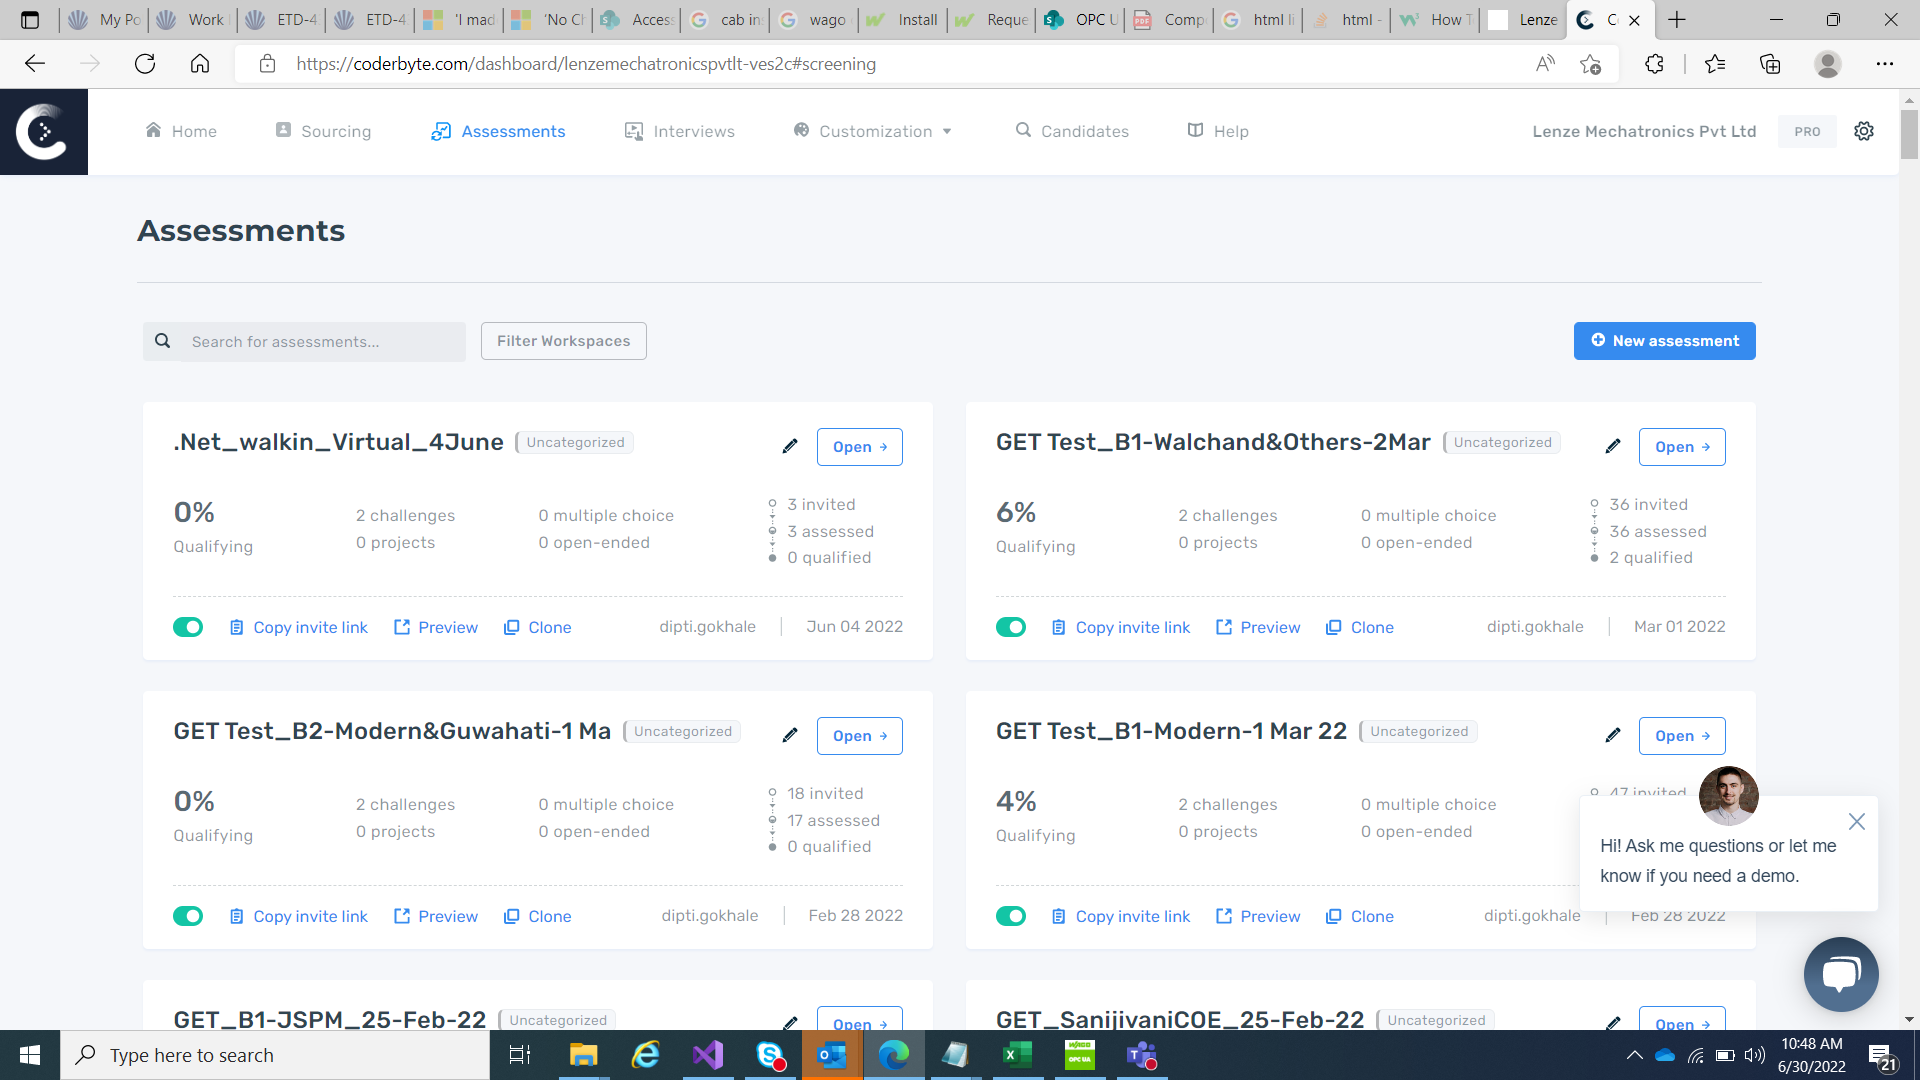 My Po
Work
ETD-4
ETD-4
'I mad
'No Ch
Access
cab in
wago
Install
Reque
OPC U
Comp
html li
html -
How T
Lenze
https://coderbyte.com/dashboard/lenzemechatronicspvtlt-ves2c#screening
Home
Sourcing
Assessments
Interviews
Customization
Candidates
Help
Lenze Mechatronics Pvt Ltd
PRO
Assessments
Search for assessments...
Filter Workspaces
New assessment
.Net_walkin_Virtual_4June
Uncategorized
Open
0%
Qualifying
2 challenges
0 projects
0 multiple choice
0 open-ended
3 invited
3 assessed
0 qualified
Copy invite link
Preview
Clone
dipti.gokhale
Jun 04 2022
GET Test_B1-Walchand&Others-2Mar
Uncategorized
Open
6%
Qualifying
2 challenges
0 projects
0 multiple choice
0 open-ended
36 invited
36 assessed
2 qualified
Copy invite link
Preview
Clone
dipti.gokhale
Mar 01 2022
GET Test_B2-Modern&Guwahati-1 Ma
Uncategorized
Open
0%
Qualifying
2 challenges
0 projects
0 multiple choice
0 open-ended
18 invited
17 assessed
0 qualified
Copy invite link
Preview
Clone
dipti.gokhale
Feb 28 2022
GET Test_B1-Modern-1 Mar 22
Uncategorized
Open
4%
Qualifying
2 challenges
0 projects
0 multiple choice
0 open-ended
47 invited
Copy invite link
Preview
Clone
dipti.gokhale
Feb 28 2022
Hi! Ask me questions or let me
know if you need a demo.
GET_B1-JSPM_25-Feb-22
Uncategorized
Open
GET_SanijivaniCOE_25-Feb-22
Uncategorized
Open
Type here to search
WAGO
OPC UA
10:48 AM
6/30/2022
21